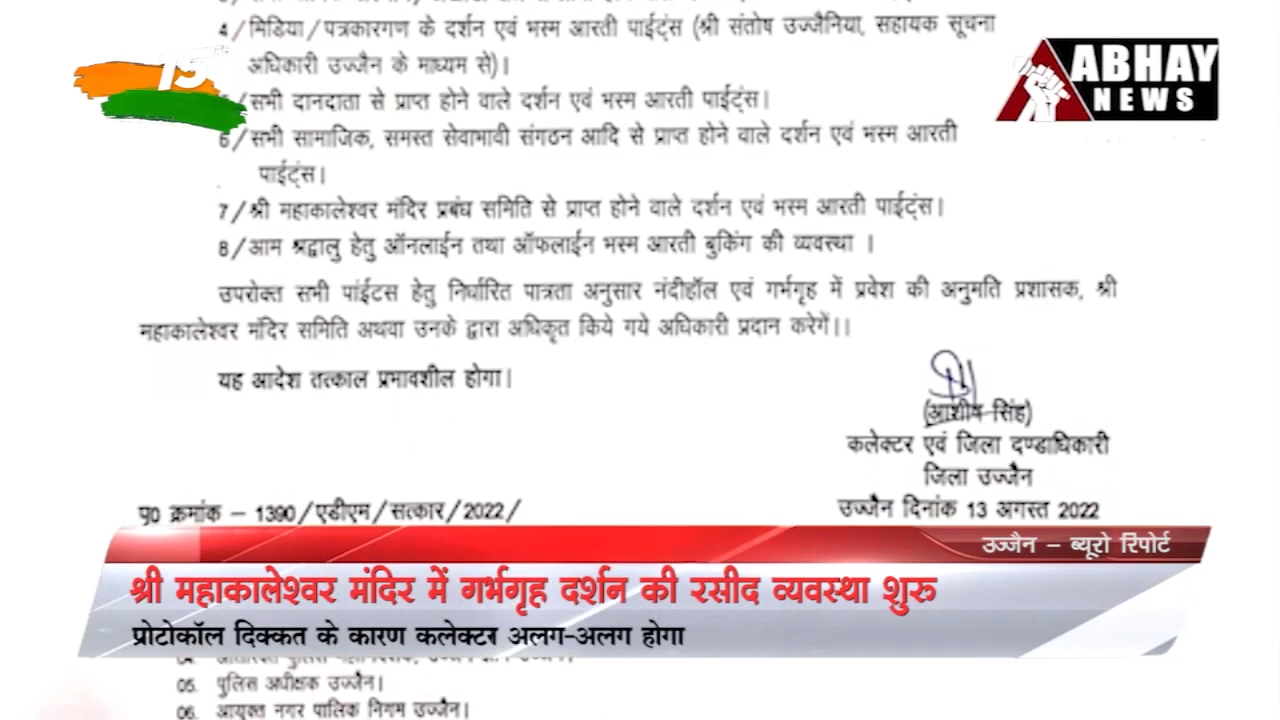 4/मिडिया/पत्रकारगण के दर्शन एवं भस्म आरती पाईट्ंस (श्री संतोष उज्जैनिया, सहायक सूचना
अधिकारी उज्जैन के माध्यम से)।
सभी दानदाता से प्राप्त होने वाले दर्शन एवं भस्म आरती पाईट्ंस।
6/सभी सामाजिक, समस्त सेवाभावी संगठन आदि से प्राप्त होने वाले दर्शन एवं भस्म आरती
पाईट्ंस।
7/श्री महाकालेश्वर मंदिर प्रबंध समिति से प्राप्त होने वाले दर्शन एवं भस्म आरती पाईट्ंस।
8/आम श्रद्वालु हेतु ऑनलाईन तथा ऑफलाईन भस्म आरती बुकिंग की व्यवस्था ।
उपरोक्त सभी पांईटस हेतु निर्धारित पात्रता अनुसार नंदीहॉल एवं गर्भगृह में प्रवेश की अनुमति प्रशासक, श्री
महाकालेश्वर मंदिर समिति अथवा उनके द्वारा अधिकृत किये गये अधिकारी प्रदान करेगें।।
यह आदेश तत्काल प्रभावशील होगा।
(आशीष सिंह)
कलेक्टर एवं जिला दण्डाधिकारी
जिला उज्जैन
पृ0 क्रमांक – 1390/एडीएम/सत्कार/2022/
उज्जैन दिनांक 13 अगस्त 2022
05. पुलिस अधीक्षक उज्जैन।
06. आयुक्त नगर पालिक निगम उज्जैन।
15
ABHAY
NEWS
उज्जैन – ब्यूरो रिपोर्ट
श्री महाकालेश्वर मंदिर में गर्भगृह दर्शन की रसीद व्यवस्था शुरु
प्रोटोकॉल दिक्कत के कारण कलेक्टर अलग-अलग होगा